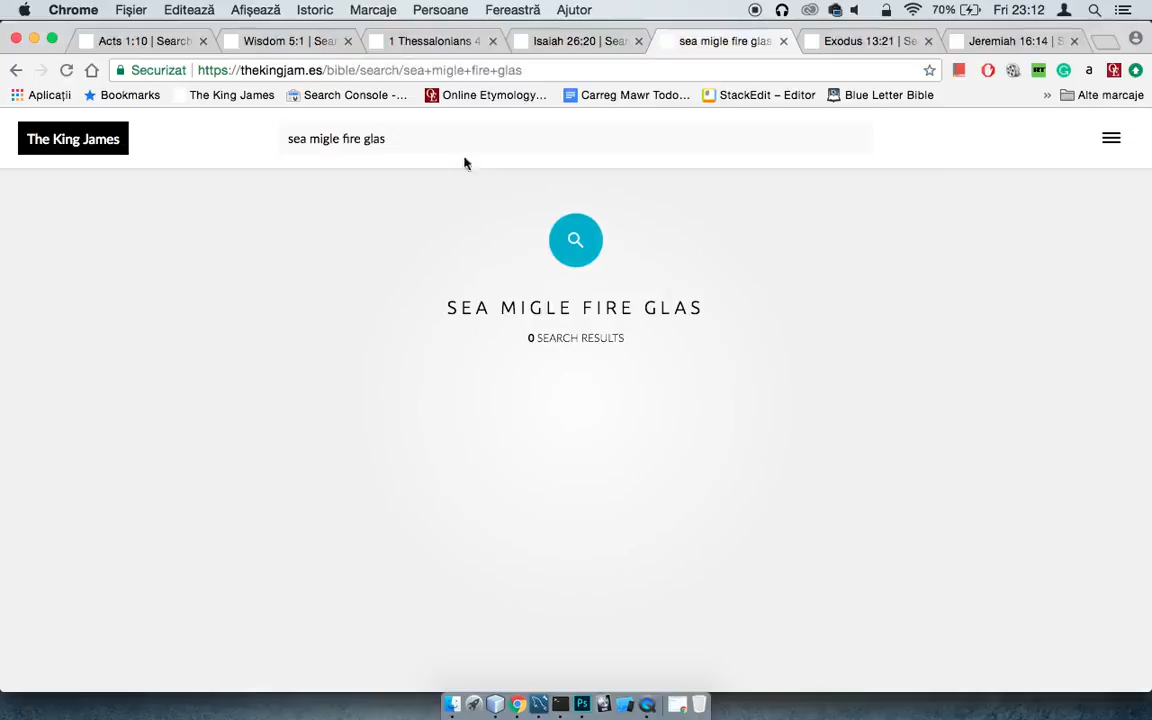 Chrome Fișier Editează Afișează Istoric Marcaje Persoane Fereastră Ajutor 70% Fri 23:12
Acts 1:10 | Search Wisdom 5:1 | Sear 1 Thessalonians 4 Isaiah 26:20 | Sea sea migle fire glas Exodus 13:21 | Se Jeremiah 16:14 | S
Securizat https://thekingjam.es/bible/search/sea+migle+fire+glas
Aplicații Bookmarks The King James Search Console -... Online Etymology... Carreg Mawr Todo... StackEdit – Editor Blue Letter Bible » Alte marcaje
The King James sea migle fire glas
SEA MIGLE FIRE GLAS
0 SEARCH RESULTS